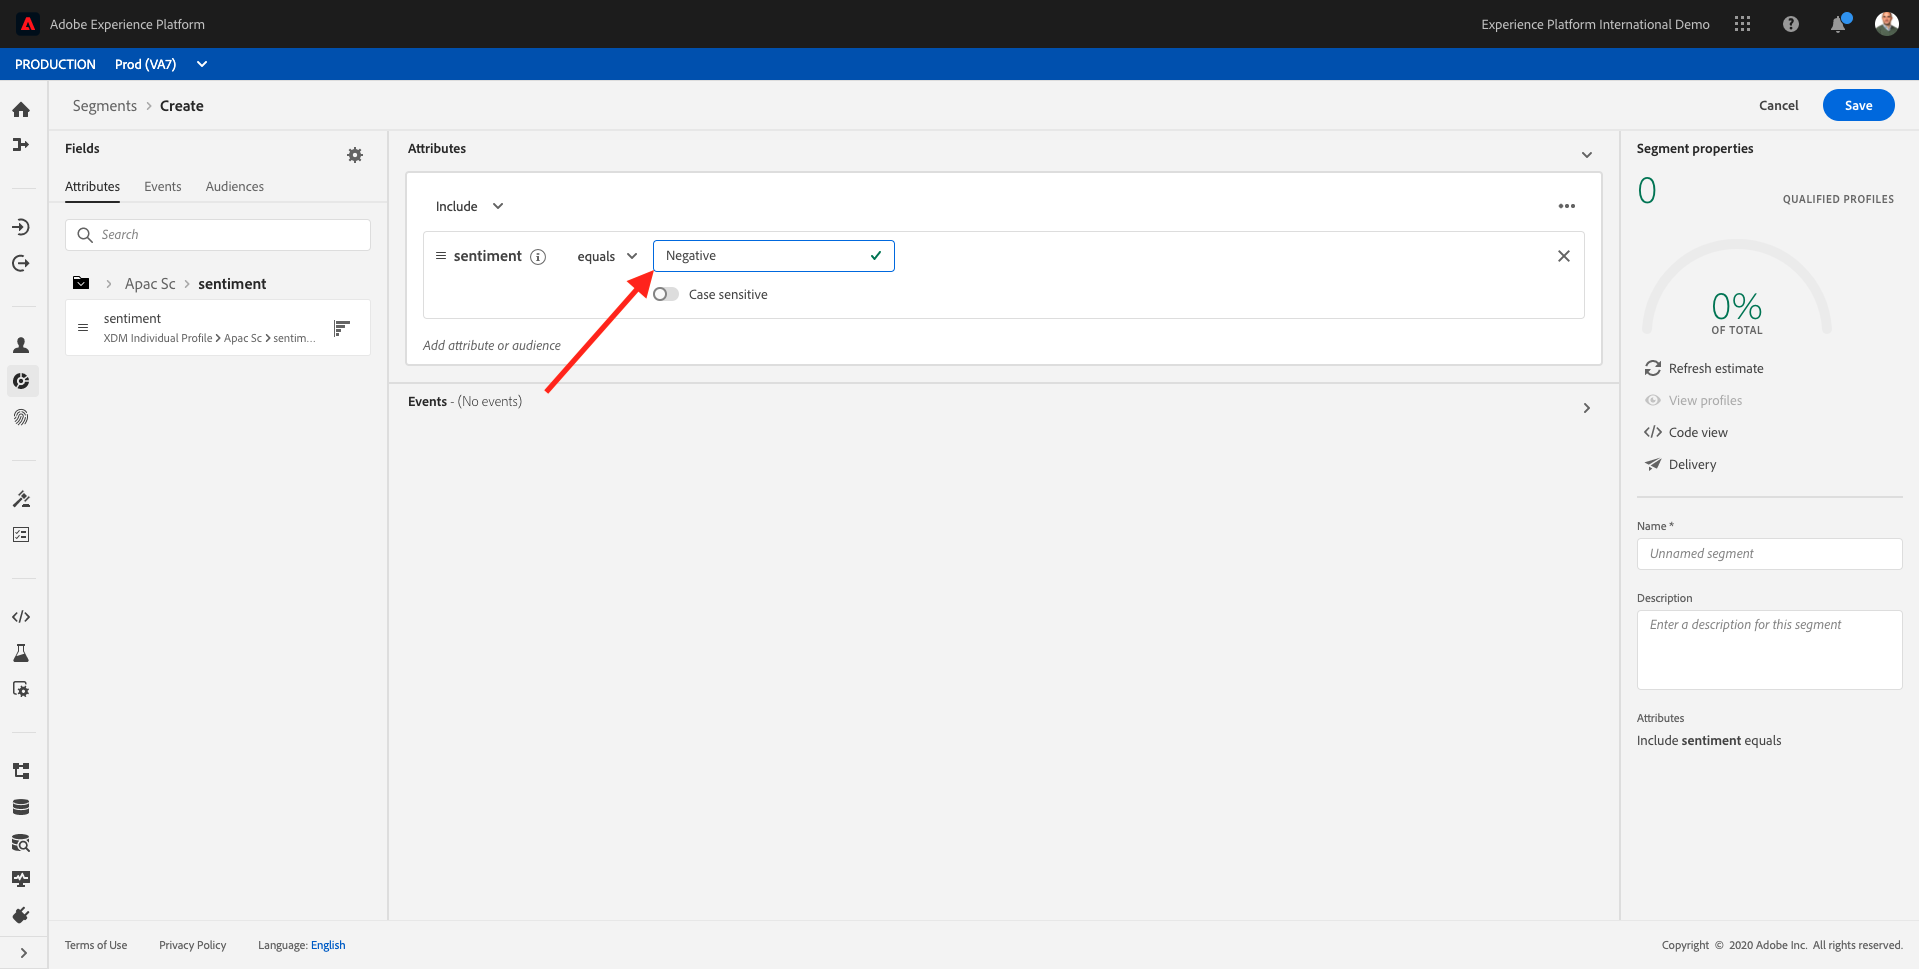 Adobe Experience Platform
Experience Platform International Demo
PRODUCTION Prod (VA7)
Segments Create
Cancel
Save
Fields
Attributes Events Audiences
Search
Apac Sc sentiment
sentiment
XDM Individual Profile Apac Sc sentim...
Attributes
Include
sentiment equals Negative
Case sensitive
Add attribute or audience
Events - (No events)
Segment properties
0 QUALIFIED PROFILES
0%
OF TOTAL
Refresh estimate
View profiles
Code view
Delivery
Name *
Unnamed segment
Description
Enter a description for this segment
Attributes
Include sentiment equals
Terms of Use Privacy Policy Language: English
Copyright © 2020 Adobe Inc. All rights reserved.